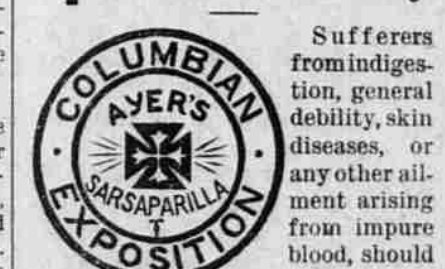 COLUMBIAN
AYER'S
SARSAPARILLA
EXPOSITION
Sufferers
from indiges-
tion, general
debility, skin
diseases, or
any other ail-
ment arising
from impure
blood, should